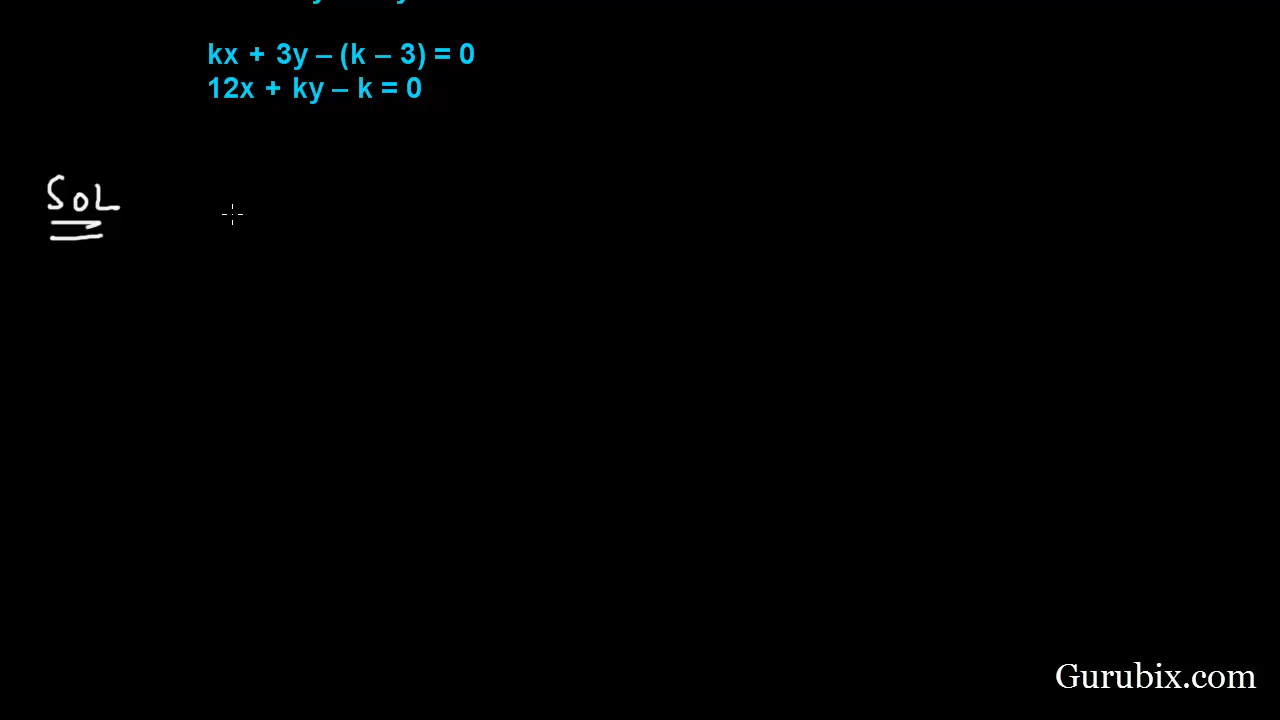 kx + 3y – (k – 3) = 0
12x + ky – k = 0
SOL
Gurubix.com